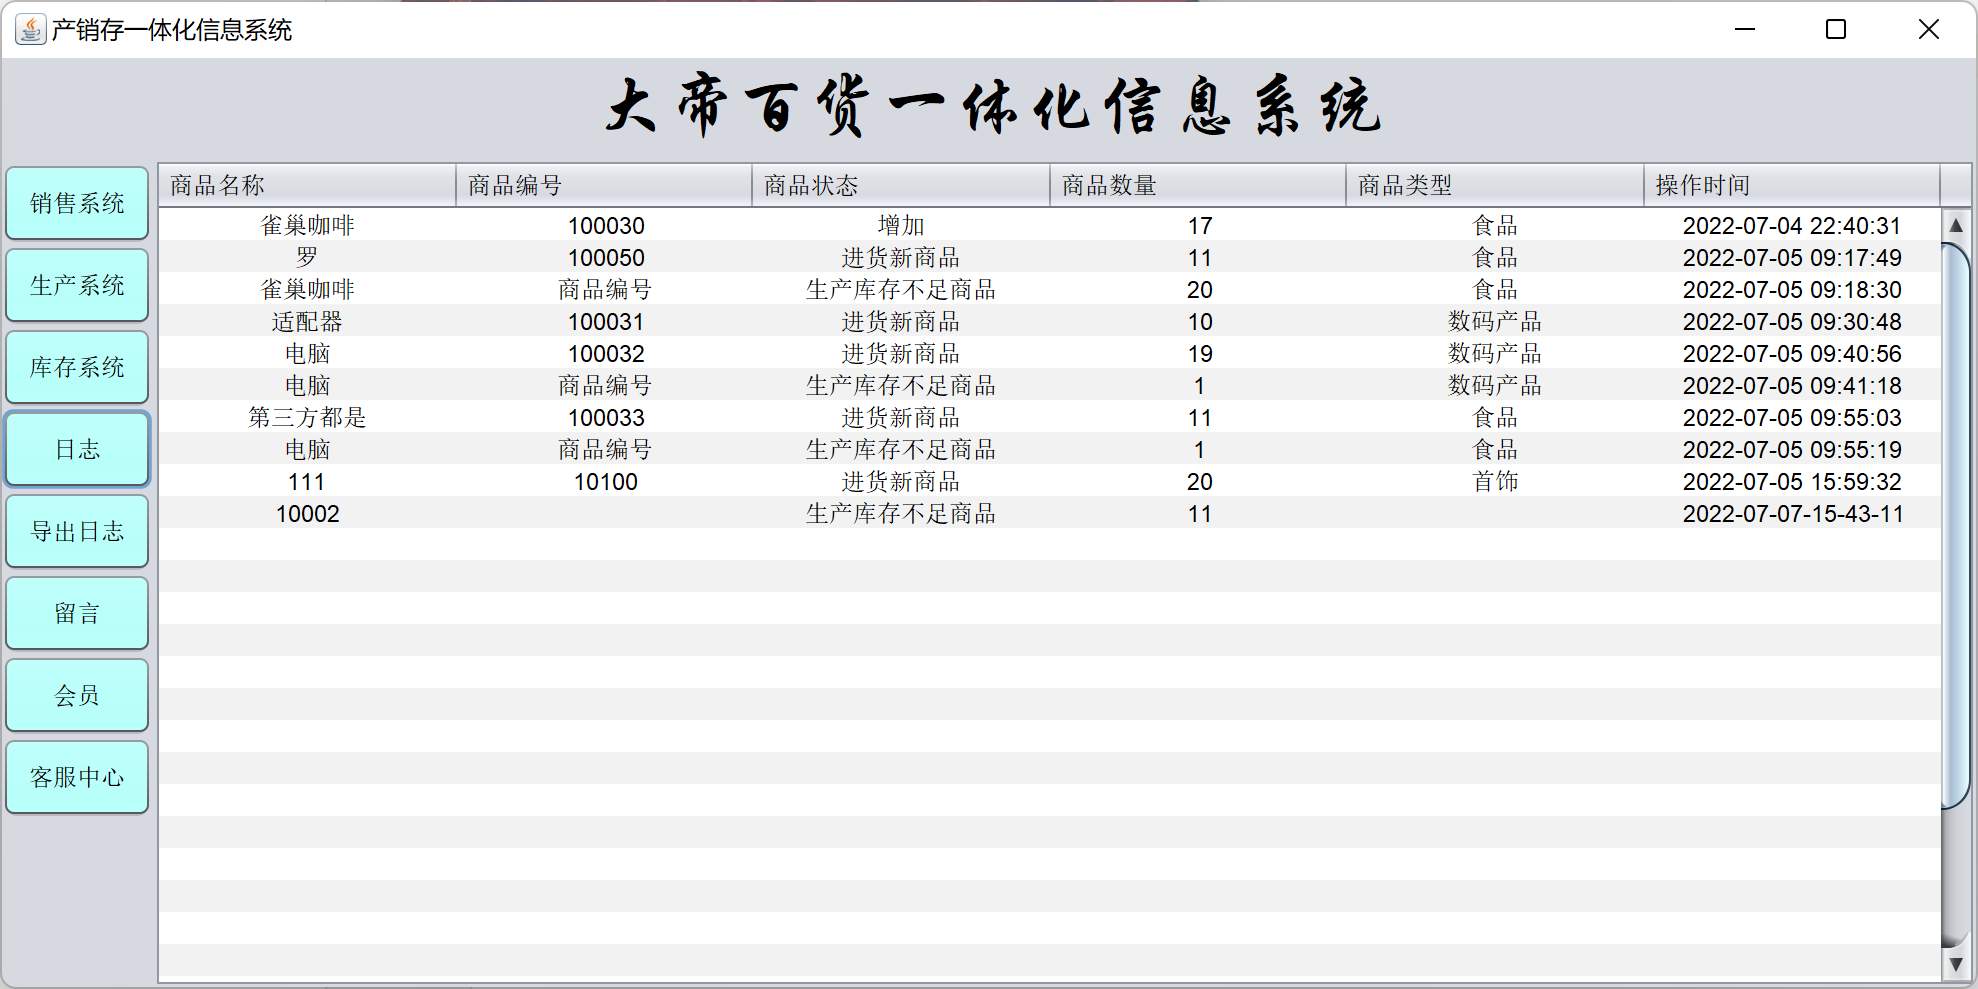 产销存一体化信息系统
大帝百货一体化信息系统
销售系统
生产系统
库存系统
日志
导出日志
留言
会员
客服中心
商品名称 商品编号 商品状态 商品数量 商品类型 操作时间
雀巢咖啡 100030 增加 17 食品 2022-07-04 22:40:31
罗 100050 进货新商品 11 食品 2022-07-05 09:17:49
雀巢咖啡 商品编号 生产库存不足商品 20 食品 2022-07-05 09:18:30
适配器 100031 进货新商品 10 数码产品 2022-07-05 09:30:48
电脑 100032 进货新商品 19 数码产品 2022-07-05 09:40:56
电脑 商品编号 生产库存不足商品 1 数码产品 2022-07-05 09:41:18
第三方都是 100033 进货新商品 11 食品 2022-07-05 09:55:03
电脑 商品编号 生产库存不足商品 1 食品 2022-07-05 09:55:19
111 10100 进货新商品 20 首饰 2022-07-05 15:59:32
10002 生产库存不足商品 11 2022-07-07-15-43-11